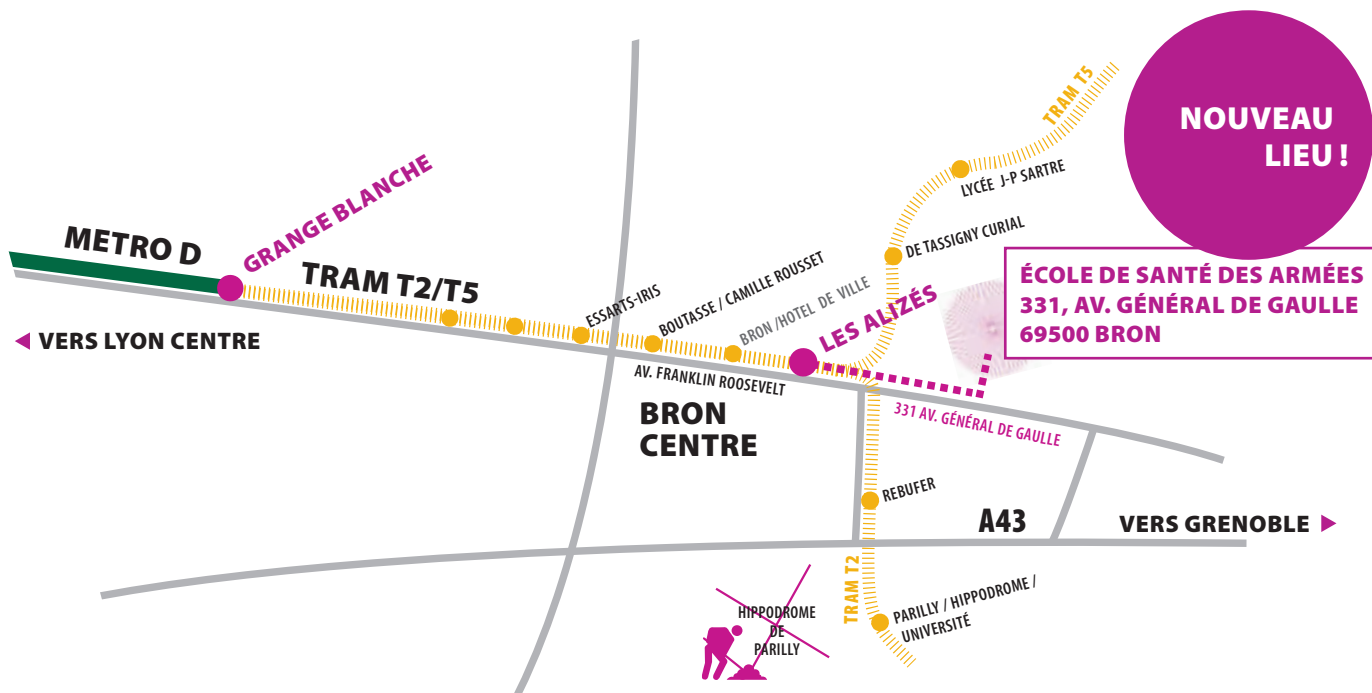 NOUVEAU
LIEU !
TRAM T5
LYCÉE J-P SARTRE
DE TASSIGNY CURIAL
ÉCOLE DE SANTÉ DES ARMÉES
331, AV. GÉNÉRAL DE GAULLE
69500 BRON
METRO D
GRANGE BLANCHE
TRAM T2/T5
ESSARTS-IRIS
BOUTASSE / CAMILLE ROUSSET
BRON /HOTEL DE VILLE
LES ALIZÉS
VERS LYON CENTRE
AV. FRANKLIN ROOSEVELT
331 AV. GÉNÉRAL DE GAULLE
BRON
CENTRE
REBUFER
A43
VERS GRENOBLE
TRAM T2
PARILLY / HIPPODROME /
UNIVERSITÉ
HIPPODROME
DE
PARILLY